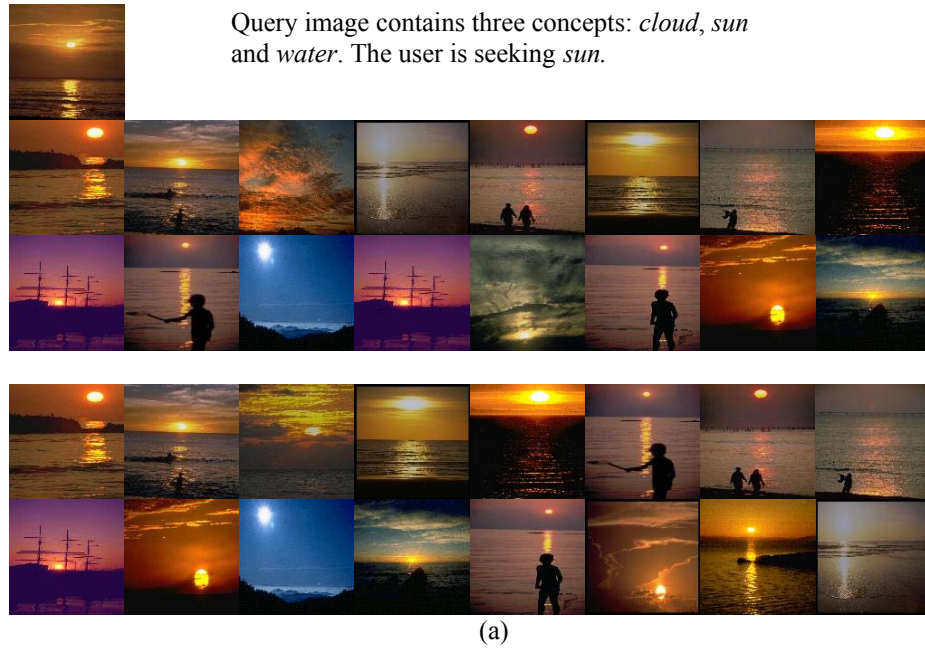 Query image contains three concepts: cloud, sun
and water. The user is seeking sun.
(a)